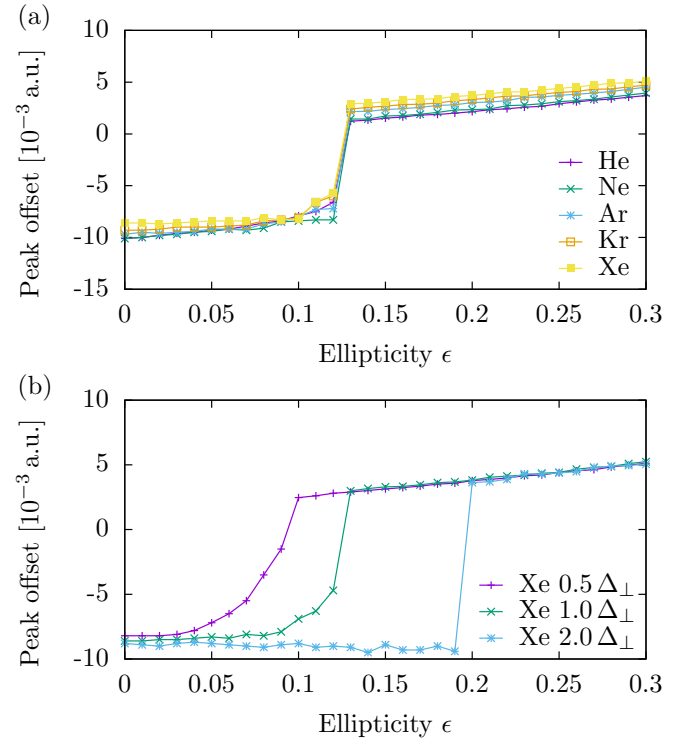 (a)
10
5
0
-5
-10
-15
Peak offset [10⁻³ a.u.]
He
Ne
Ar
Kr
Xe
0 0.05 0.1 0.15 0.2 0.25 0.3
Ellipticity ϵ
(b)
10
5
0
-5
-10
Peak offset [10⁻³ a.u.]
Xe 0.5 Δ⊥
Xe 1.0 Δ⊥
Xe 2.0 Δ⊥
0 0.05 0.1 0.15 0.2 0.25 0.3
Ellipticity ϵ